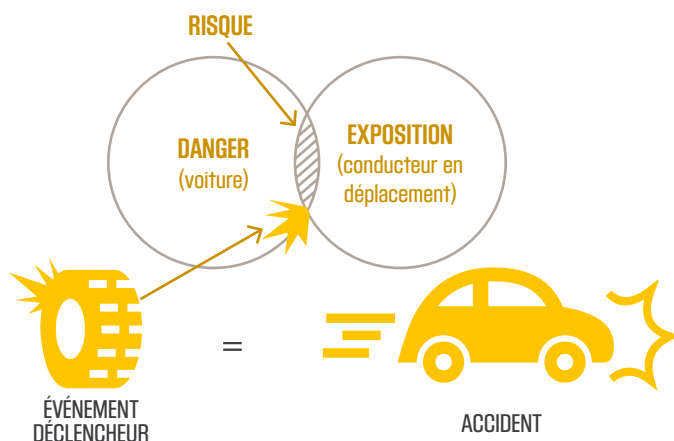 RISQUE
DANGER
(voiture)
EXPOSITION
(conducteur en
déplacement)
=
ÉVÉNEMENT
DÉCLENCHEUR
ACCIDENT